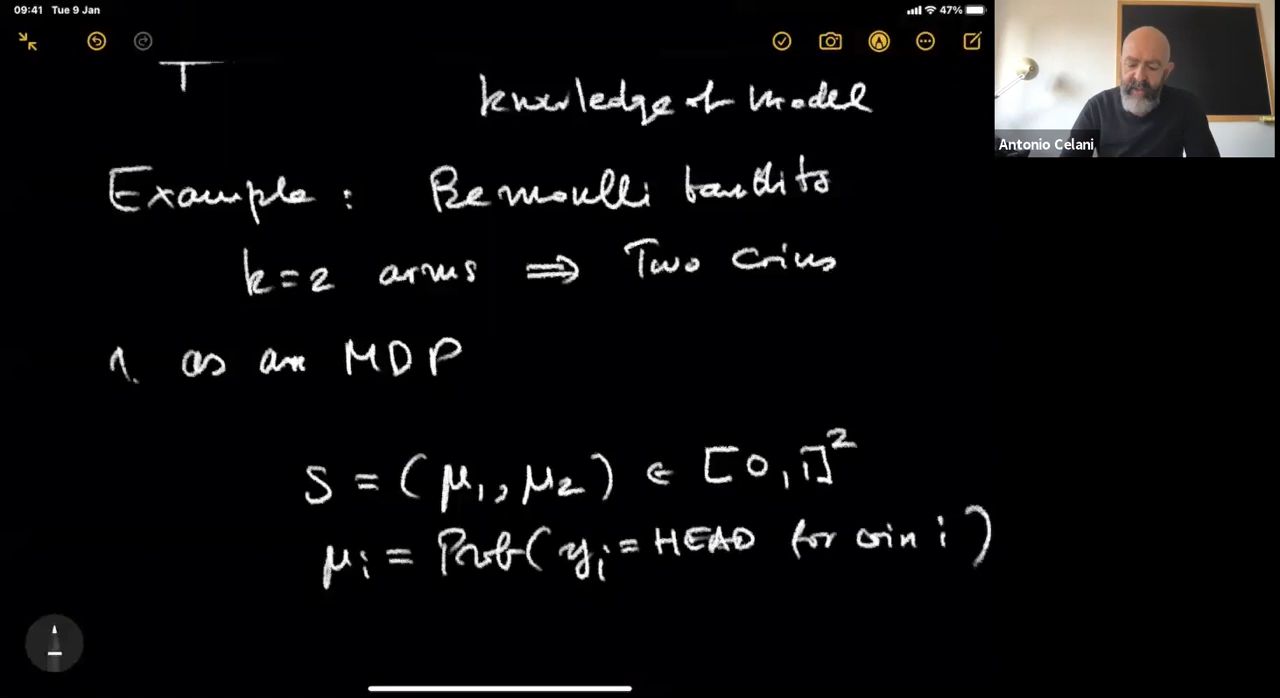 09:41 Tue 9 Jan 47%
knowledge of model
Antonio Celani
Example: Bernoulli bandits
k=2 arms ⇒ Two coins
1. as an MDP
S = (μ₁, μ₂) ∈ [0,1]²
μᵢ = Prob(yᵢ = HEAD for coin i)